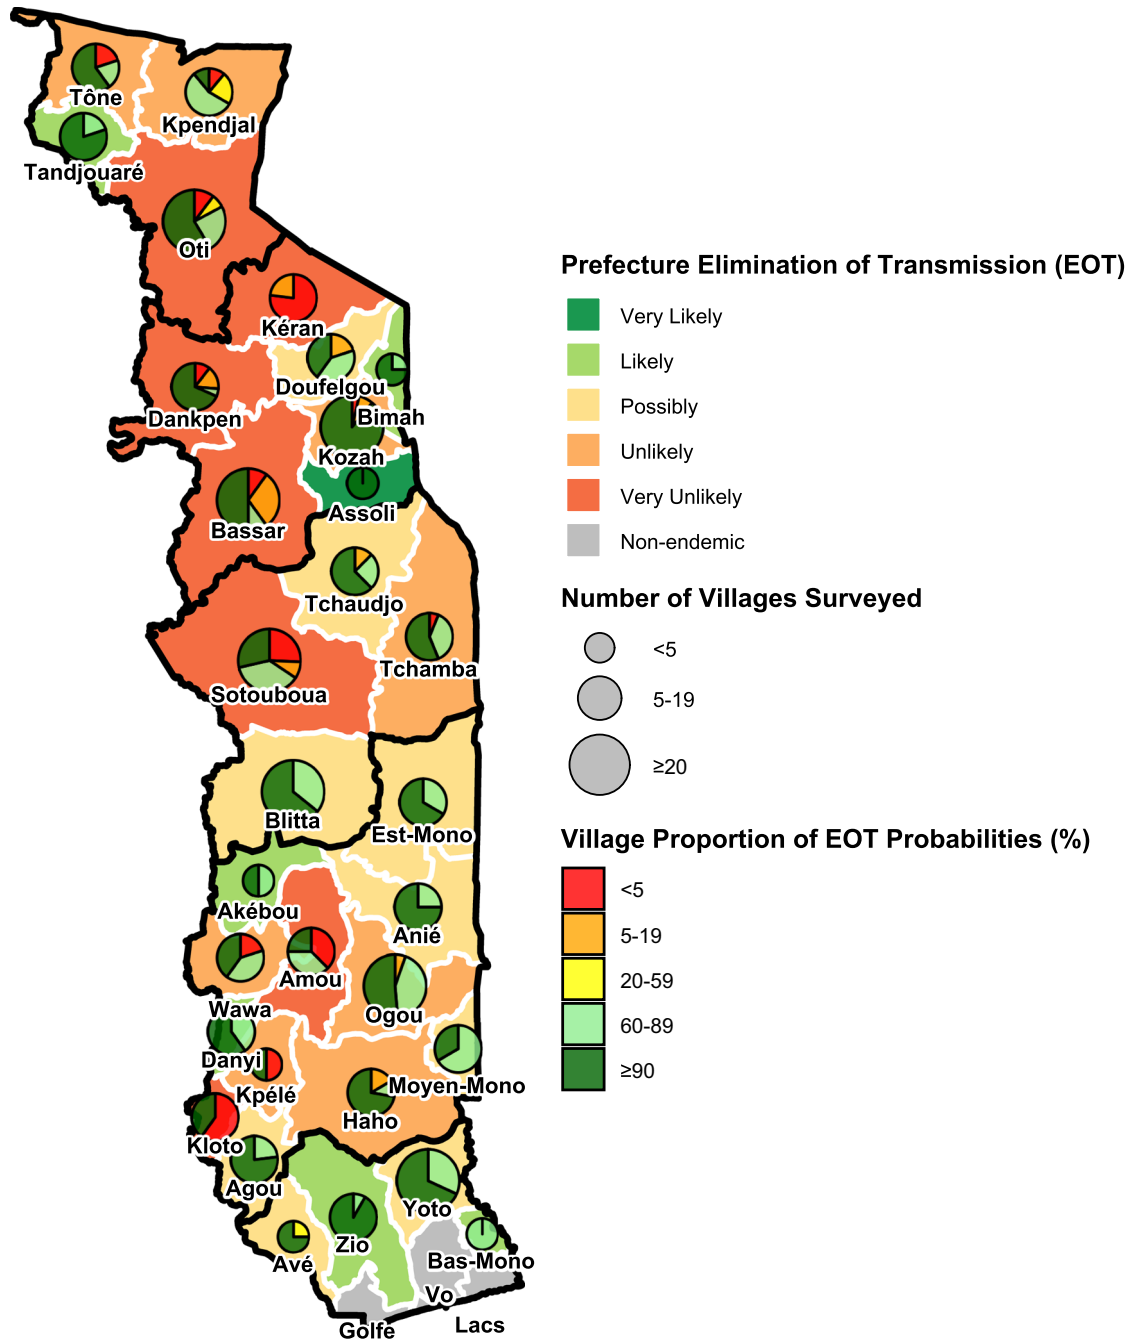 Tône
Kpendjal
Tandjouaré
Oti
Kéran
Doufelgou
Dankpen
Bimah
Kozah
Bassar
Assoli
Tchaudjo
Tchamba
Sotouboua
Blitta
Est-Mono
Akébou
Anié
Amou
Wawa
Ogou
Danyi
Kpélé
Moyen-Mono
Haho
Kloto
Agou
Yoto
Zio
Avé
Bas-Mono
Vo
Lacs
Golfe
Prefecture Elimination of Transmission (EOT)
Very Likely
Likely
Possibly
Unlikely
Very Unlikely
Non-endemic
Number of Villages Surveyed
<5
5-19
≥20
Village Proportion of EOT Probabilities (%)
<5
5-19
20-59
60-89
≥90